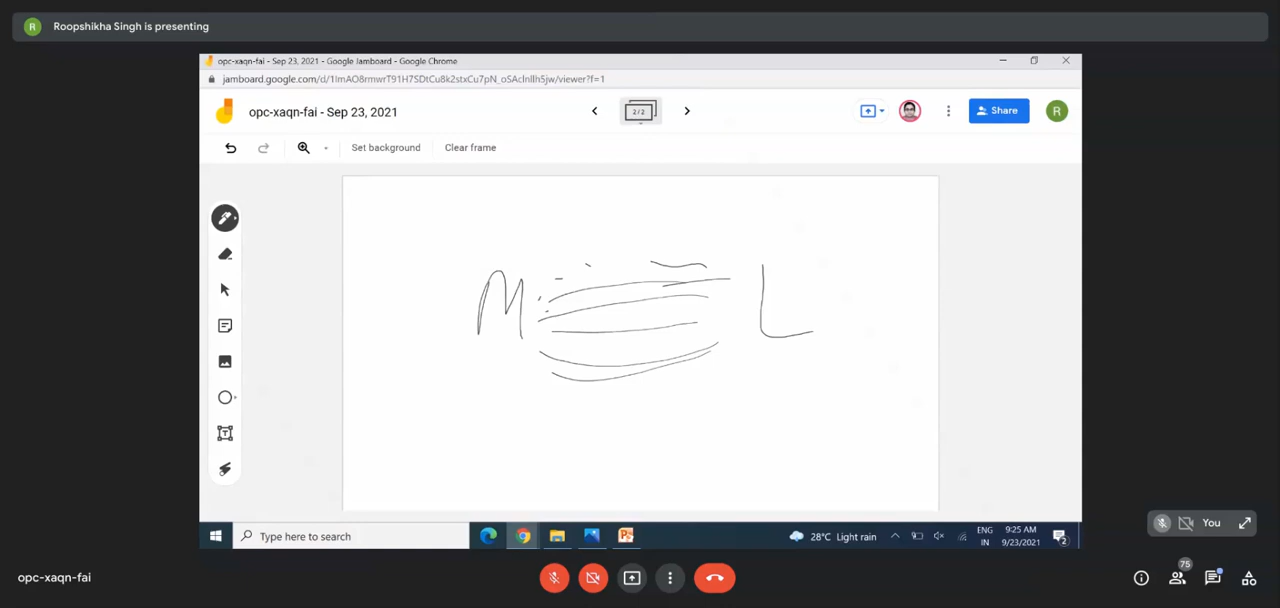 R Roopshikha Singh is presenting
opc-xaqn-fai - Sep 23, 2021 - Google Jamboard - Google Chrome
jamboard.google.com/d/1ImAO8rmwrT91H7SDtCu8k2stxCu7pN_oSAcInlIh5jw/viewer?f=1
opc-xaqn-fai - Sep 23, 2021
2/2
Share
R
Set background
Clear frame
M L
Type here to search
28°C Light rain
ENG
IN
9:25 AM
9/23/2021
2
You
opc-xaqn-fai
75